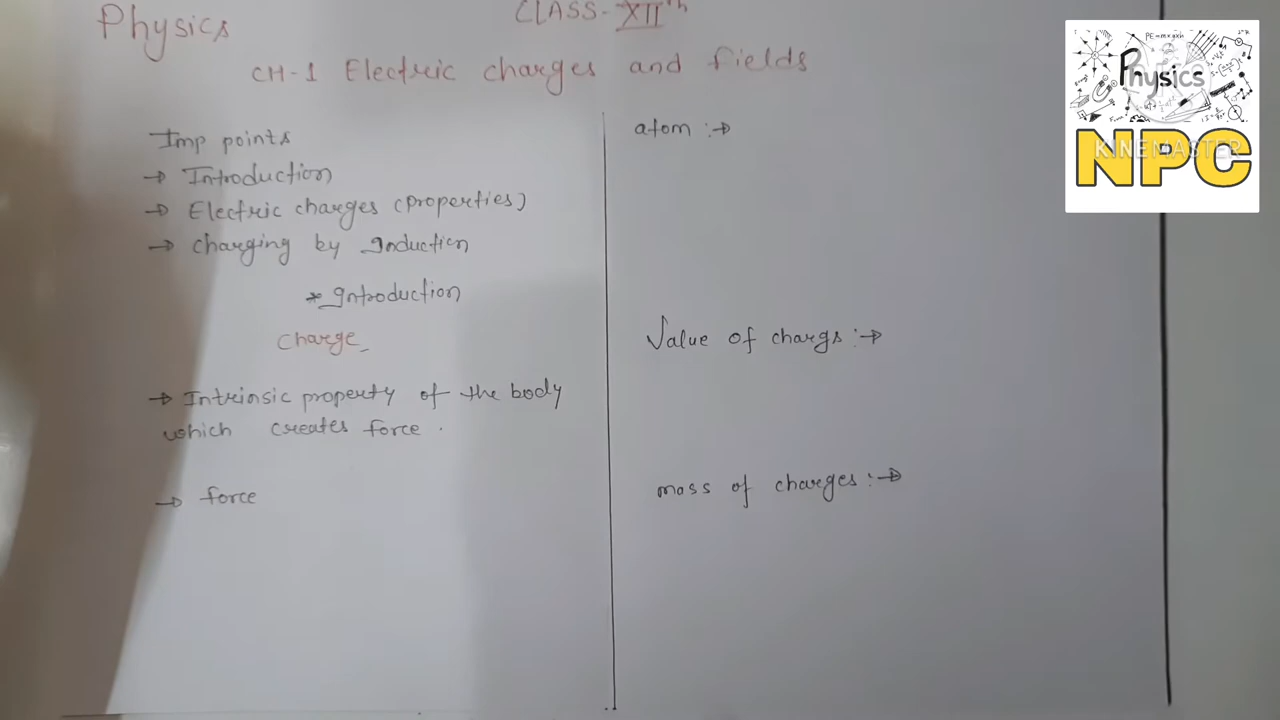 Physics
CLASS-XIIth
CH-1 Electric charges and fields
Imp points
→ Introduction
→ Electric charges (properties)
→ charging by Induction
* Introduction
Charge
→ Intrinsic property of the body
which creates force.
→ force
atom :→
Value of chargs :→
mass of charges :→
Physics
NPC
KINEMASTER